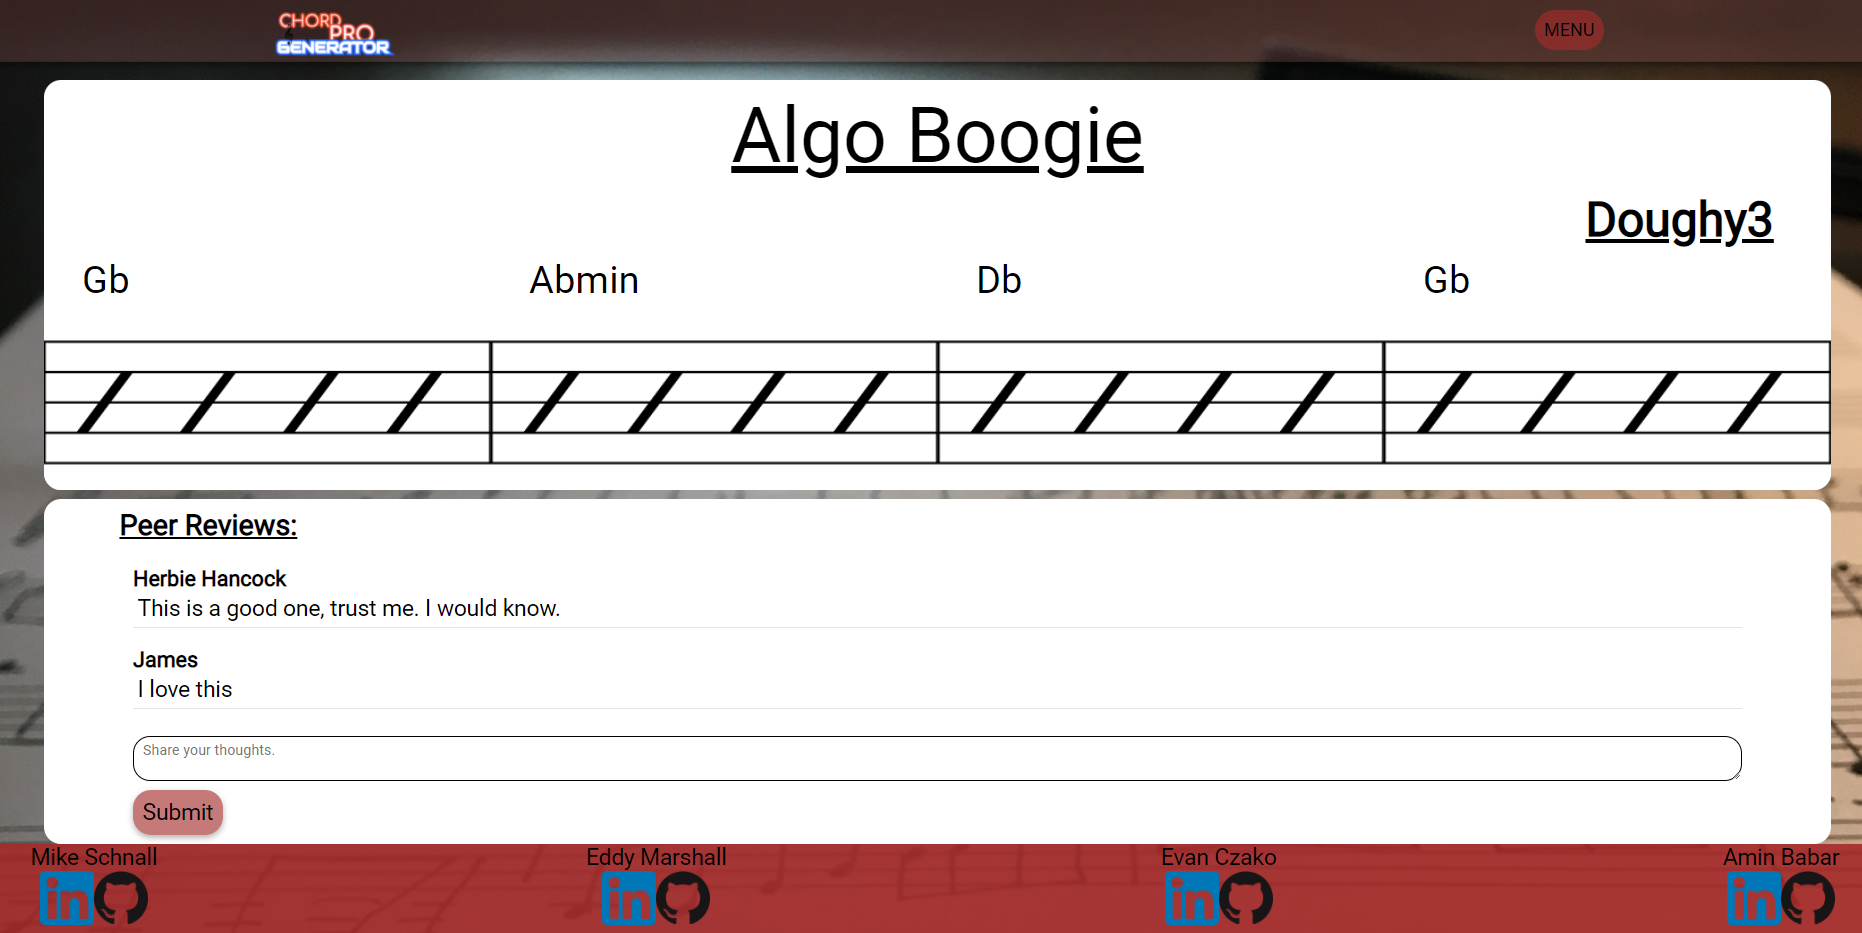 CHORD
PRO
GENERATOR
MENU
Algo Boogie
Doughy3
Gb Abmin Db Gb
Peer Reviews:
Herbie Hancock
This is a good one, trust me. I would know.
James
I love this
Share your thoughts.
Submit
Mike Schnall Eddy Marshall Evan Czako Amin Babar
in in in in